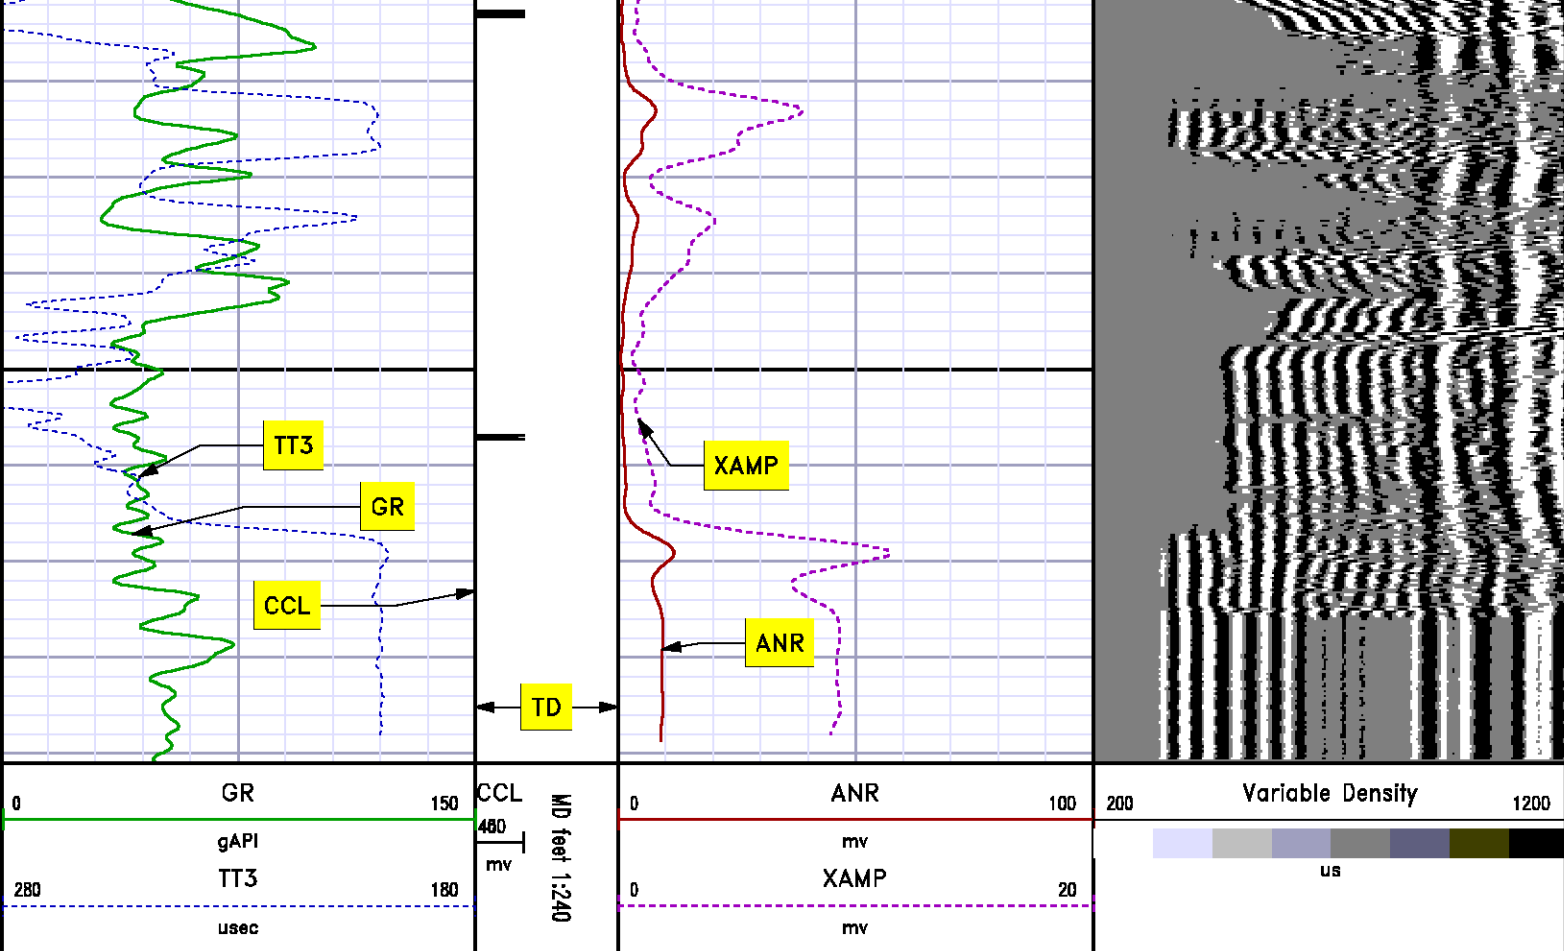 TT3
XAMP
GR
CCL
ANR
TD
GR
0 150
gAPI
TT3
280 180
usec
CCL
mv
MD feet 1:240
ANR
0 100
mv
XAMP
0 20
mv
Variable Density
200 1200
us